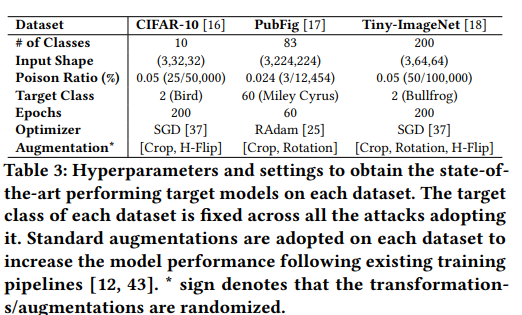 Dataset CIFAR-10 [16] PubFig [17] Tiny-ImageNet [18]
# of Classes 10 83 200
Input Shape (3,32,32) (3,224,224) (3,64,64)
Poison Ratio (%) 0.05 (25/50,000) 0.024 (3/12,454) 0.05 (50/100,000)
Target Class 2 (Bird) 60 (Miley Cyrus) 2 (Bullfrog)
Epochs 200 60 200
Optimizer SGD [37] RAdam [25] SGD [37]
Augmentation* [Crop, H-Flip] [Crop, Rotation] [Crop, Rotation, H-Flip]
Table 3: Hyperparameters and settings to obtain the state-of-
the-art performing target models on each dataset. The target
class of each dataset is fixed across all the attacks adopting
it. Standard augmentations are adopted on each dataset to
increase the model performance following existing training
pipelines [12, 43]. * sign denotes that the transformation-
s/augmentations are randomized.